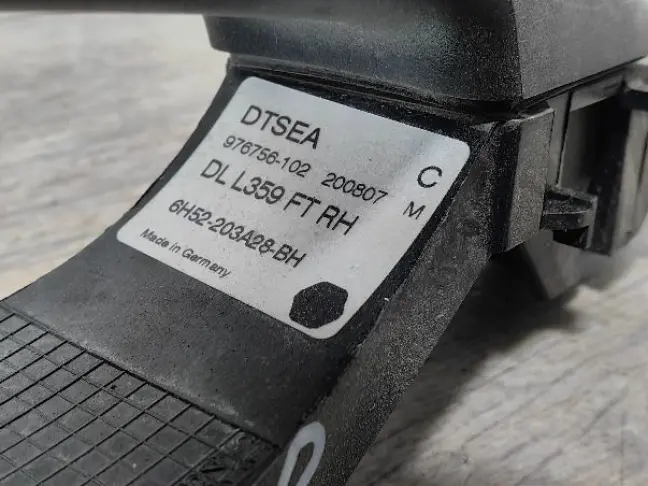 DTSEA
976756-102 200807 C
DL L359 FT RH M
6H52-203A28-BH
Made in Germany